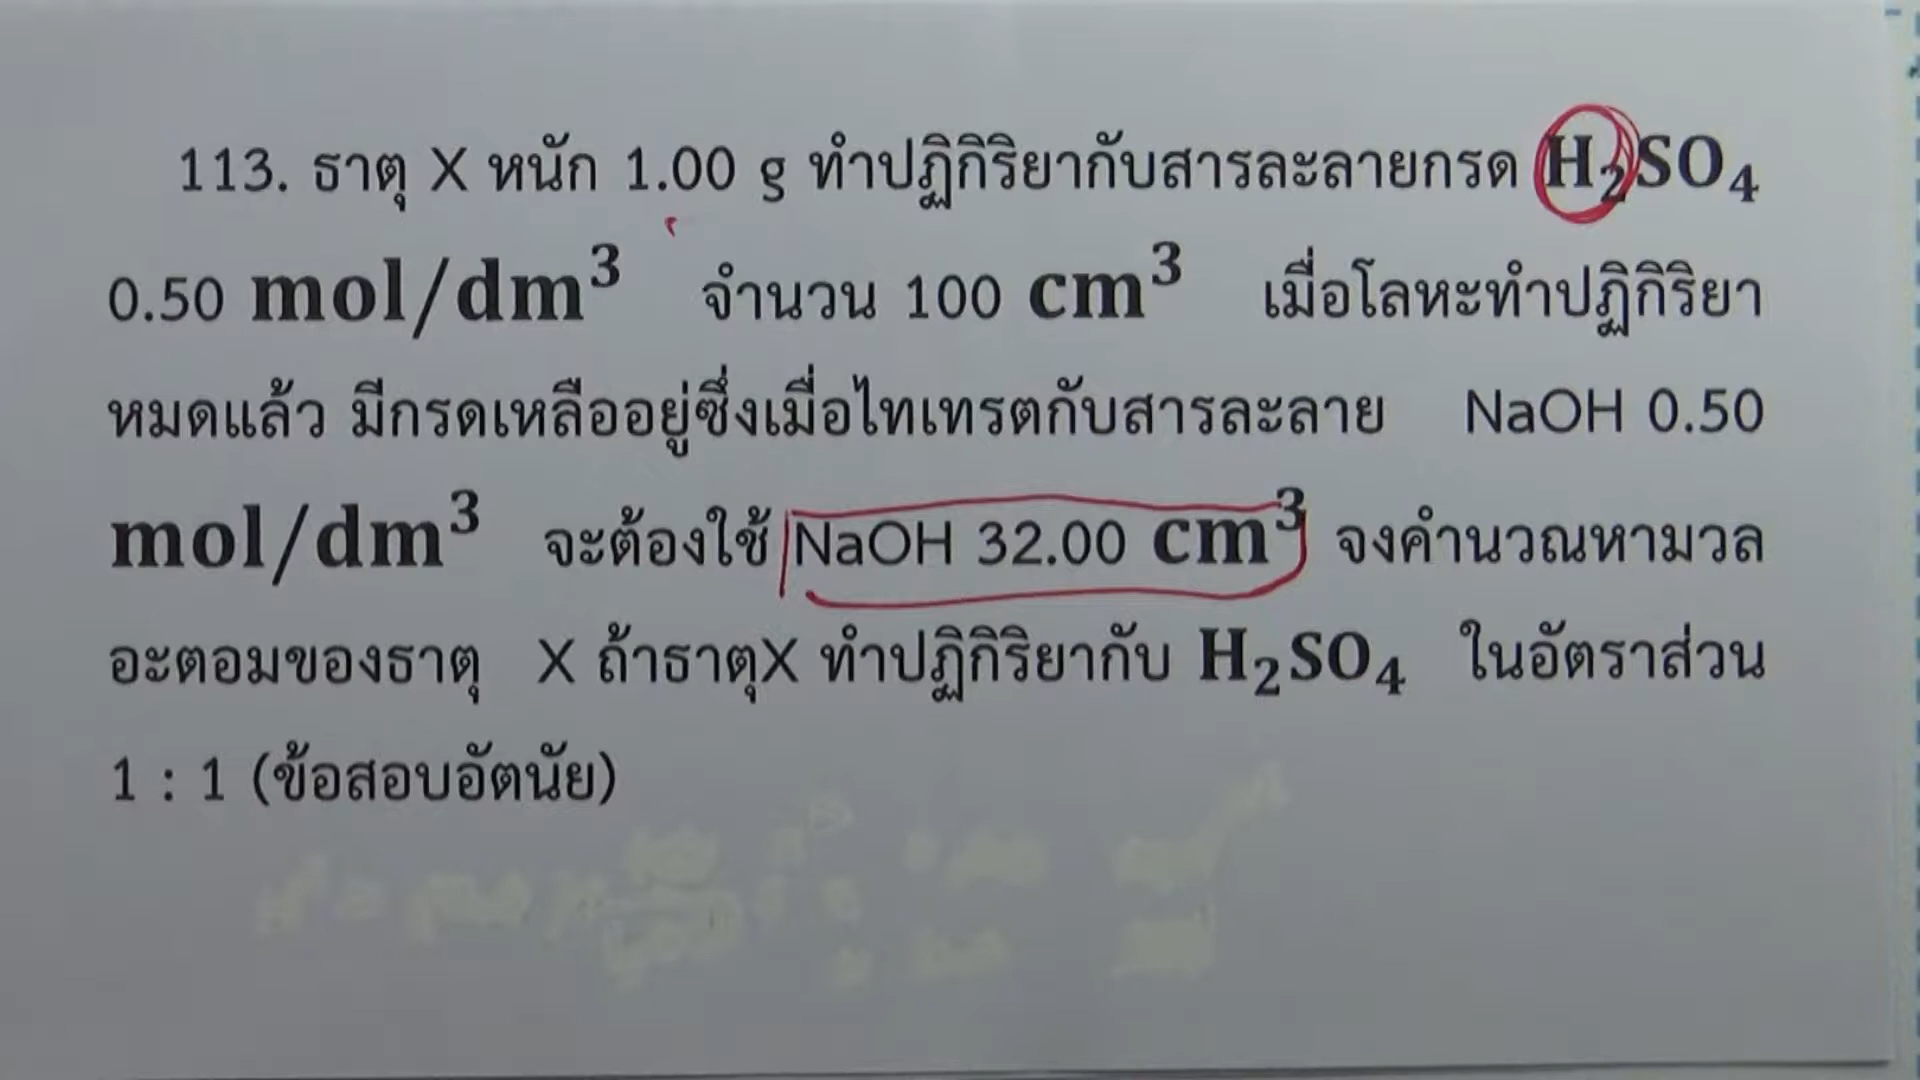 113. ธาตุ X หนัก 1.00 g ทำปฏิกิริยากับสารละลายกรด H₂SO₄
0.50 mol/dm³ จำนวน 100 cm³ เมื่อโลหะทำปฏิกิริยา
หมดแล้ว มีกรดเหลืออยู่ซึ่งเมื่อไทเทรตกับสารละลาย NaOH 0.50
mol/dm³ จะต้องใช้ NaOH 32.00 cm³ จงคำนวณหามวล
อะตอมของธาตุ X ถ้าธาตุX ทำปฏิกิริยากับ H₂SO₄ ในอัตราส่วน
1 : 1 (ข้อสอบอัตนัย)